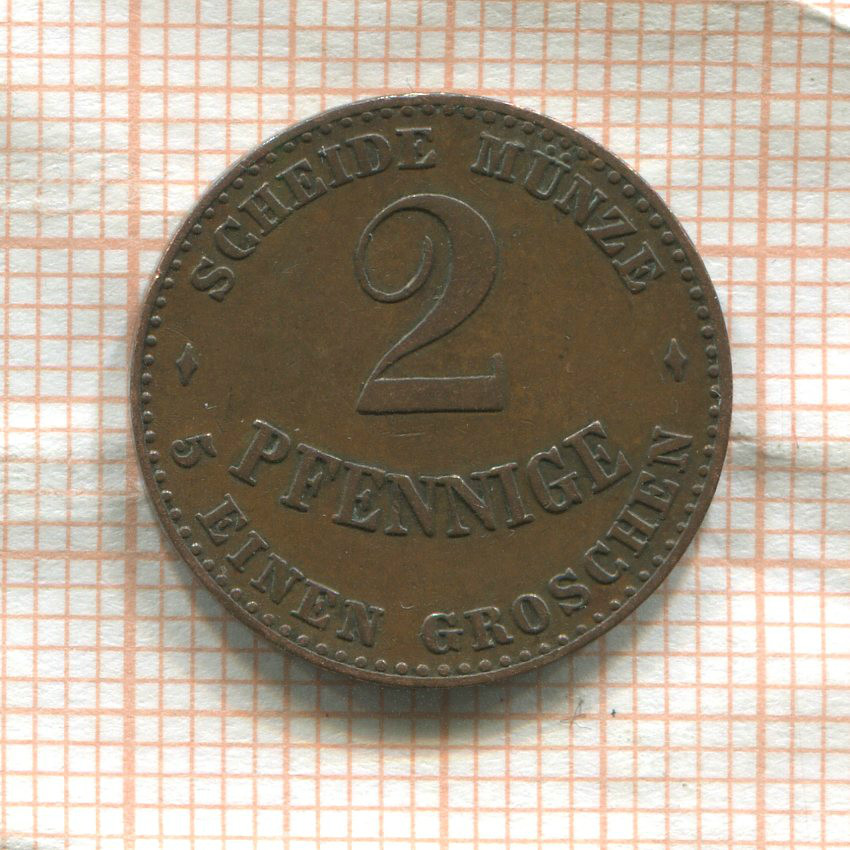 SCHEIDE MÜNZE
2
PFENNIGE
5 EINEN GROSCHEN